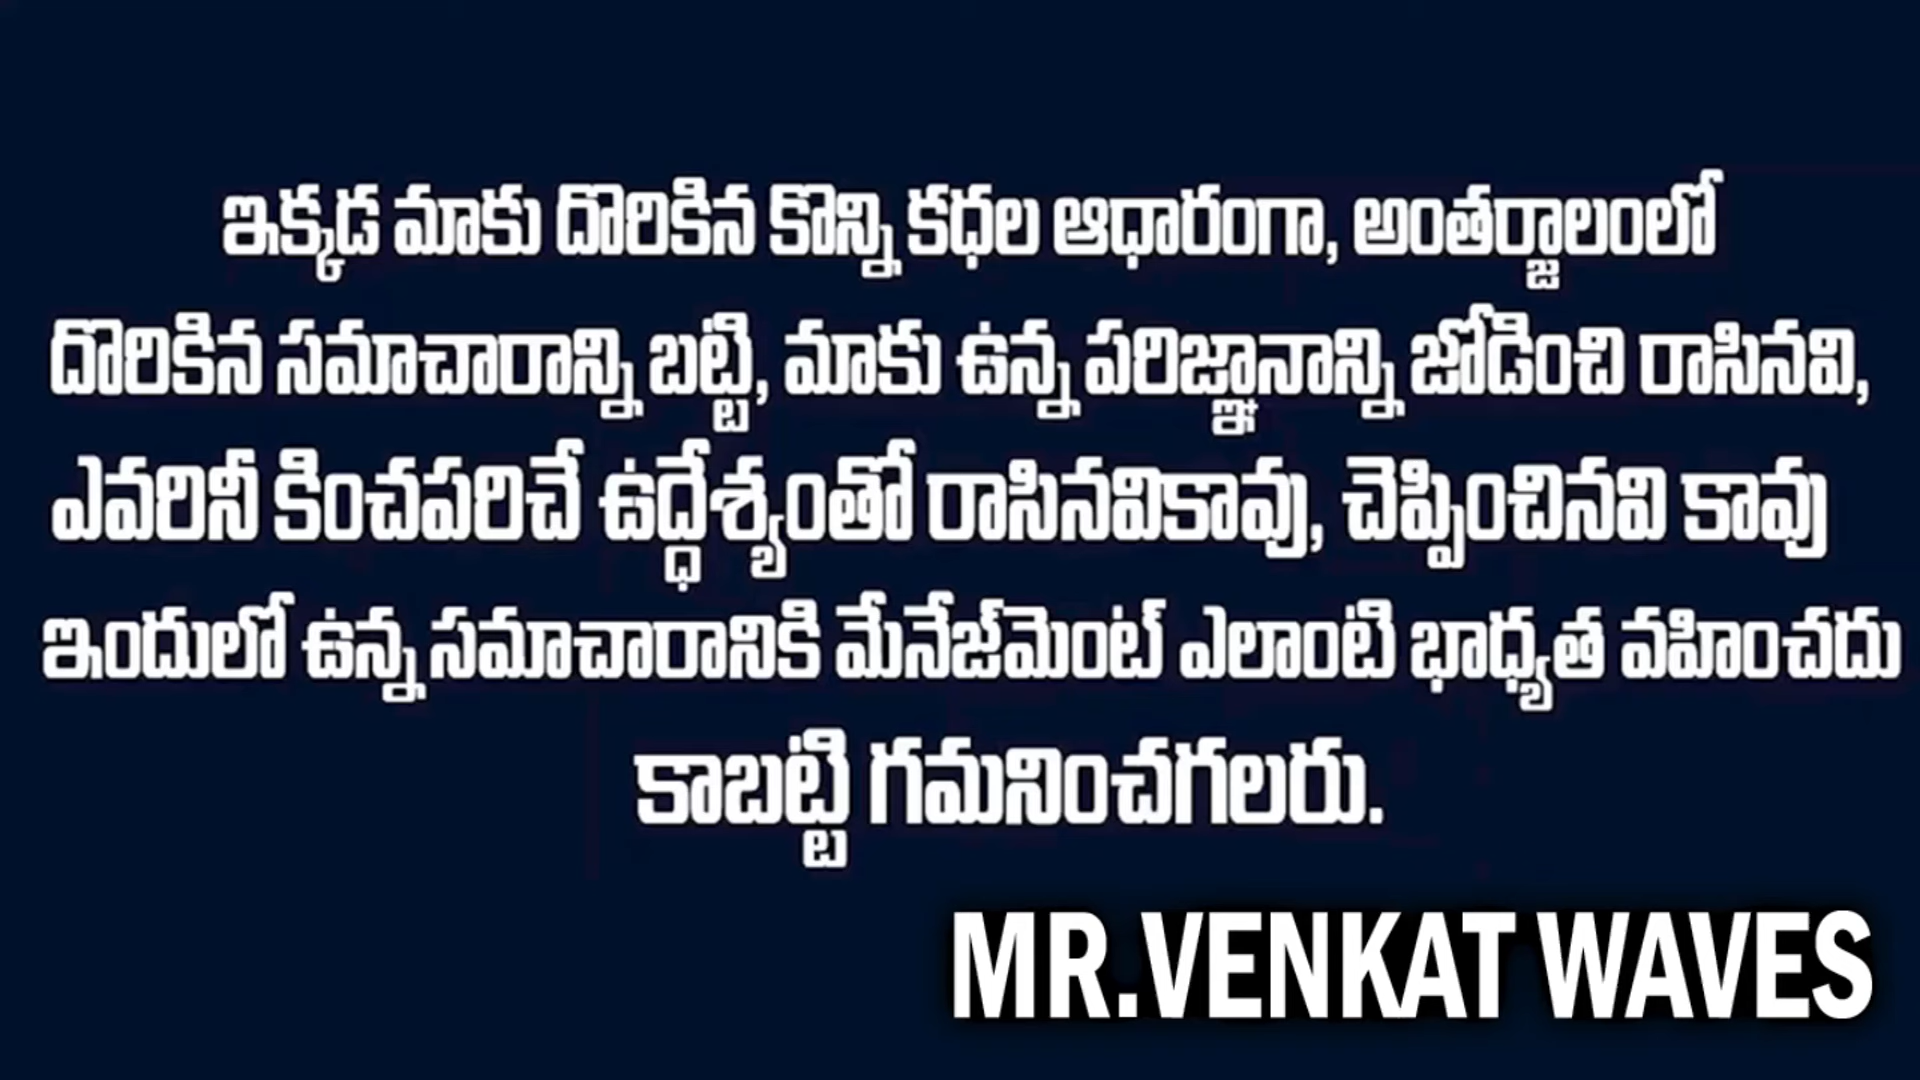 ఇక్కడ మాకు దొరికిన కొన్ని కధల ఆధారంగా, అంతర్జాలంలో
దొరికిన సమాచారాన్ని బట్టి, మాకు ఉన్న పరిజ్ఞానాన్ని జోడించి రాసినవి,
ఎవరినీ కించపరిచే ఉద్ధేశ్యంతో రాసినవికావు, చెప్పించినవి కావు
ఇందులో ఉన్న సమాచారానికి మేనేజ్‌మెంట్ ఎలాంటి భాధ్యత వహించదు
కాబట్టి గమనించగలరు.
MR.VENKAT WAVES